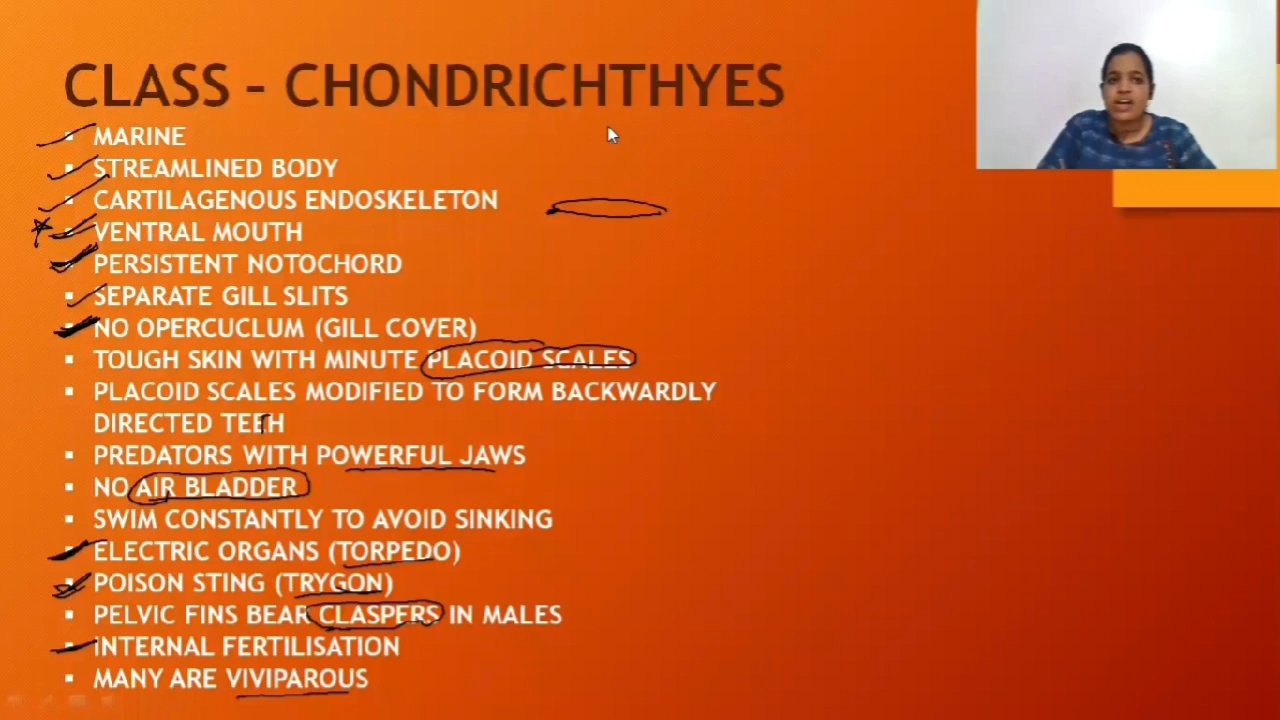 CLASS – CHONDRICHTHYES
MARINE
STREAMLINED BODY
CARTILAGENOUS ENDOSKELETON
VENTRAL MOUTH
PERSISTENT NOTOCHORD
SEPARATE GILL SLITS
NO OPERCUCLUM (GILL COVER)
TOUGH SKIN WITH MINUTE PLACOID SCALES
PLACOID SCALES MODIFIED TO FORM BACKWARDLY
DIRECTED TEEH
PREDATORS WITH POWERFUL JAWS
NO AIR BLADDER
SWIM CONSTANTLY TO AVOID SINKING
ELECTRIC ORGANS (TORPEDO)
POISON STING (TRYGON)
PELVIC FINS BEAR CLASPERS IN MALES
INTERNAL FERTILISATION
MANY ARE VIVIPAROUS